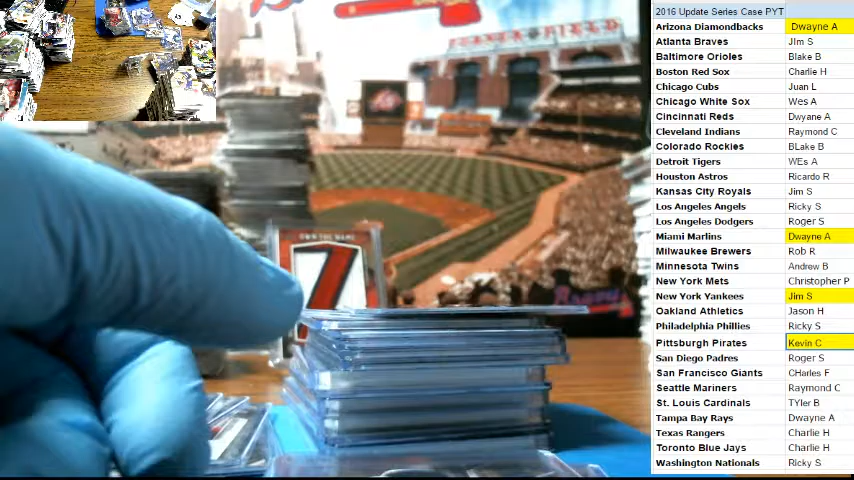 2016 Update Series Case PYT
Arizona Diamondbacks Dwayne A
Atlanta Braves JIm S
Baltimore Orioles Blake B
Boston Red Sox Charlie H
Chicago Cubs Juan L
Chicago White Sox Wes A
Cincinnati Reds Dwyane A
Cleveland Indians Raymond C
Colorado Rockies BLake B
Detroit Tigers WEs A
Houston Astros Ricardo R
Kansas City Royals Jim S
Los Angeles Angels Ricky S
Los Angeles Dodgers Roger S
Miami Marlins Dwayne A
Milwaukee Brewers Rob R
Minnesota Twins Andrew B
New York Mets Christopher P
New York Yankees Jim S
Oakland Athletics Jason H
Philadelphia Phillies Ricky S
Pittsburgh Pirates Kevin C
San Diego Padres Roger S
San Francisco Giants CHarles F
Seattle Mariners Raymond C
St. Louis Cardinals TYler B
Tampa Bay Rays Dwayne A
Texas Rangers Charlie H
Toronto Blue Jays Charlie H
Washington Nationals Ricky S
TURNER FIELD
OWN THE NAME
7